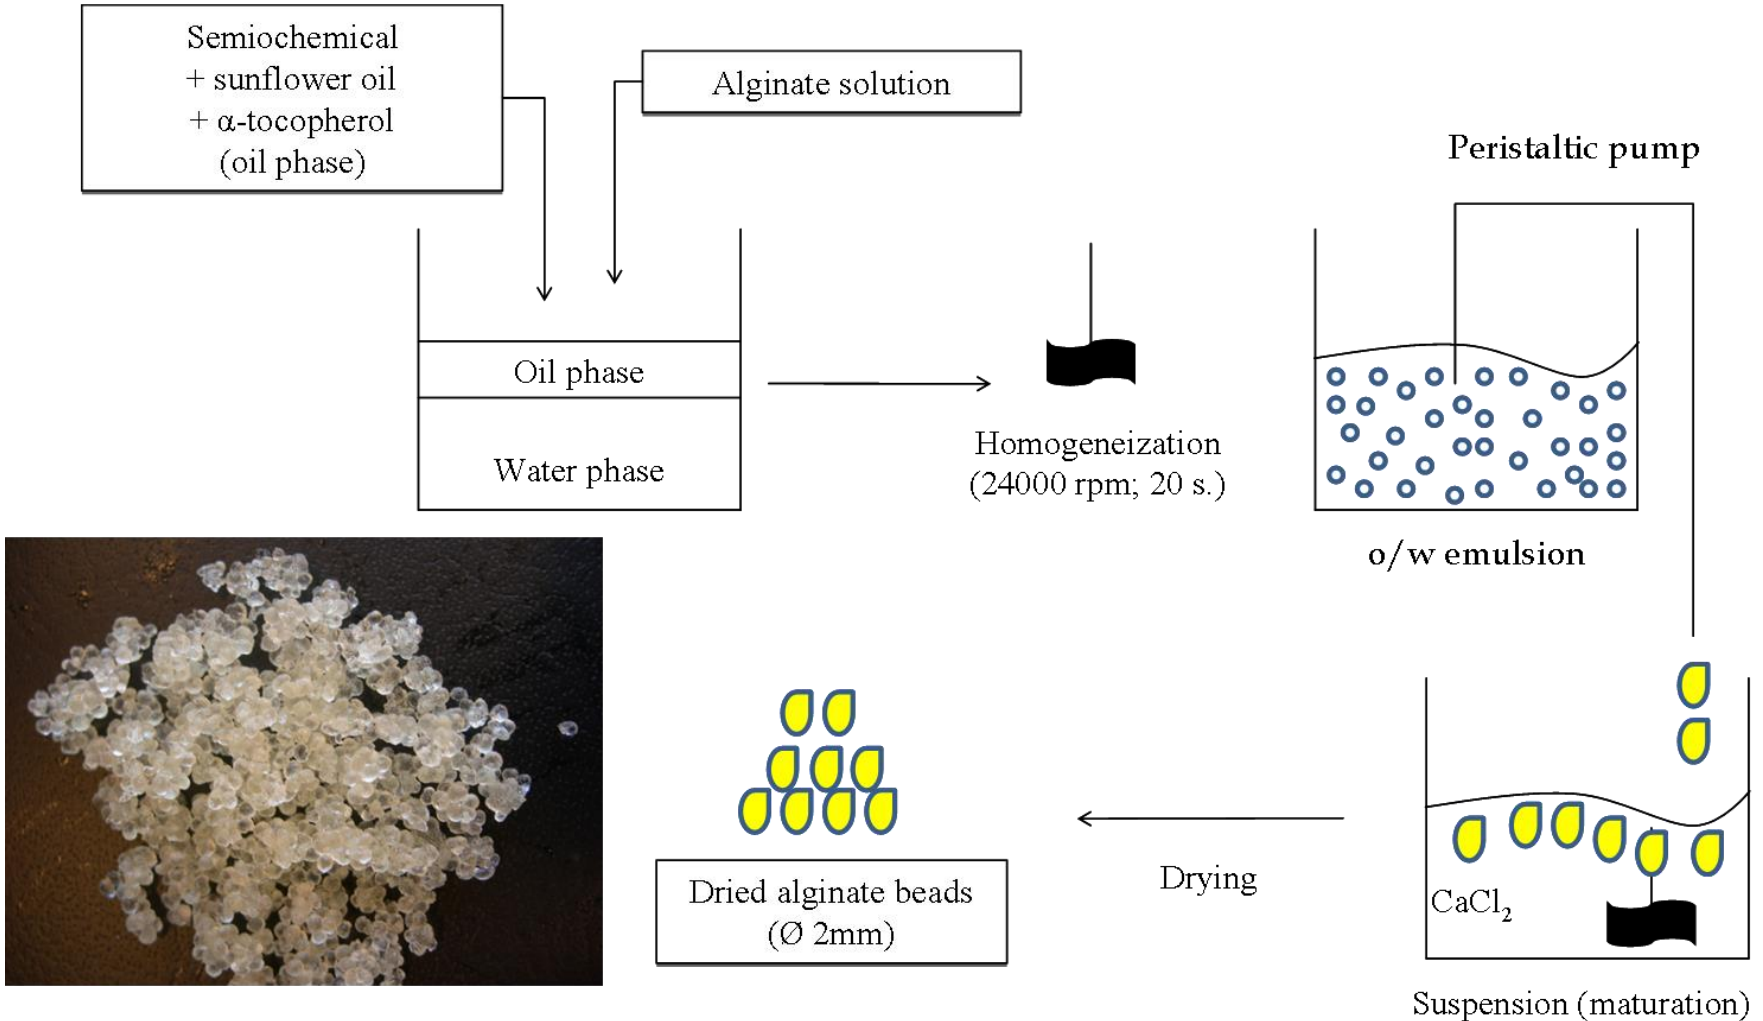 Semiochemical
+ sunflower oil
+ α-tocopherol
(oil phase)
Alginate solution
Peristaltic pump
Oil phase
Water phase
Homogeneization
(24000 rpm; 20 s.)
o/w emulsion
CaCl₂
Suspension (maturation)
Drying
Dried alginate beads
(Ø 2mm)